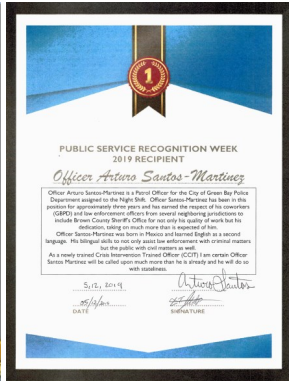 1
PUBLIC SERVICE RECOGNITION WEEK
2019 RECIPIENT
Officer Arturo Santos-Martinez
Officer Arturo Santos-Martinez is a Patrol Officer for the City of Green Bay Police
Department assigned to the Night Shift. Officer Santos-Martinez has been in this
position for approximately three years and has earned the respect of his coworkers
(GBPD) and law enforcement officers from several neighboring jurisdictions to
include Brown County Sheriff's Office for not only his quality of work but his
dedication, taking on much more than is expected of him.
Officer Santos-Martinez was born in Mexico and learned English as a second
language. His bilingual skills to not only assist law enforcement with criminal matters
but the public with civil matters as well.
As a newly trained Crisis Intervention Trained Officer (CCIT) I am certain Officer
Santos Martinez will be called upon much more than he is already and he will do so
with stateliness.
5,12,2019
Arturo Santos
DATE
SIGNATURE